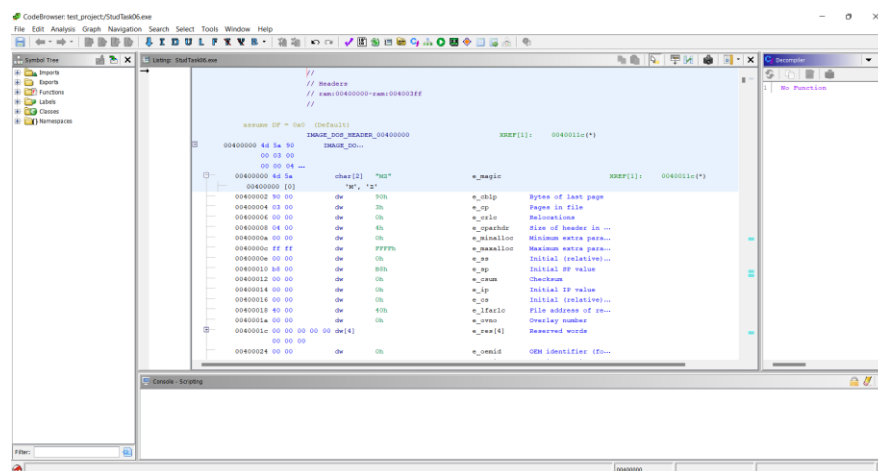 CodeBrowser: test_project/StudTask06.exe
File Edit Analysis Graph Navigation Search Select Tools Window Help
I D U L F V B
Symbol Tree
Imports
Exports
Functions
Labels
Classes
Namespaces
Filter:
Listing: StudTask06.exe
//
// Headers
// ram:00400000-ram:004003ff
//
assume DF = 0x0 (Default)
IMAGE_DOS_HEADER_00400000 XREF[1]: 0040011c(*)
00400000 4d 5a 90 IMAGE_DO...
00 03 00
00 00 04 ...
00400000 4d 5a char[2] "MZ" e_magic XREF[1]: 0040011c(*)
00400000 [0] 'M', 'Z'
00400002 90 00 dw 90h e_cblp Bytes of last page
00400004 03 00 dw 3h e_cp Pages in file
00400006 00 00 dw 0h e_crlc Relocations
00400008 04 00 dw 4h e_cparhdr Size of header in ...
0040000a 00 00 dw 0h e_minalloc Minimum extra para...
0040000c ff ff dw FFFFh e_maxalloc Maximum extra para...
0040000e 00 00 dw 0h e_ss Initial (relative)...
00400010 b8 00 dw B8h e_sp Initial SP value
00400012 00 00 dw 0h e_csum Checksum
00400014 00 00 dw 0h e_ip Initial IP value
00400016 00 00 dw 0h e_cs Initial (relative)...
00400018 40 00 dw 40h e_lfarlc File address of re...
0040001a 00 00 dw 0h e_ovno Overlay number
0040001c 00 00 00 00 00 dw[4] e_res[4] Reserved words
00 00 00
00400024 00 00 dw 0h e_oemid OEM identifier (fo...
Decompiler
1 No Function
Console - Scripting
00400000